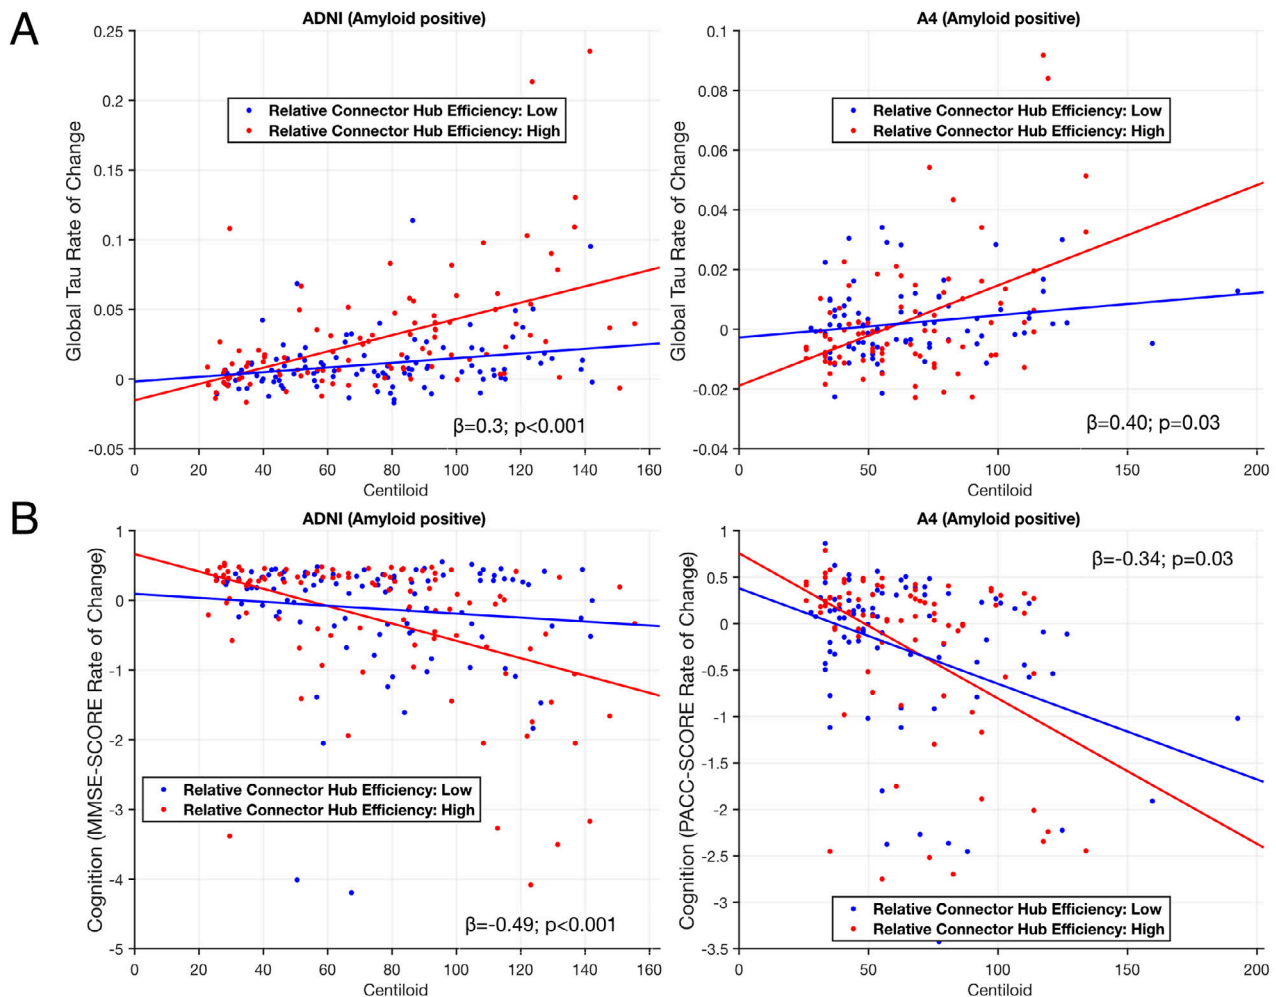 A
ADNI (Amyloid positive)
Global Tau Rate of Change
0.25
0.2
0.15
0.1
0.05
0
-0.05
Relative Connector Hub Efficiency: Low
Relative Connector Hub Efficiency: High
β=0.3; p<0.001
0 20 40 60 80 100 120 140 160
Centiloid
A4 (Amyloid positive)
Global Tau Rate of Change
0.1
0.08
0.06
0.04
0.02
0
-0.02
-0.04
Relative Connector Hub Efficiency: Low
Relative Connector Hub Efficiency: High
β=0.40; p=0.03
0 50 100 150 200
Centiloid
B
ADNI (Amyloid positive)
Cognition (MMSE-SCORE Rate of Change)
1
0
-1
-2
-3
-4
-5
Relative Connector Hub Efficiency: Low
Relative Connector Hub Efficiency: High
β=-0.49; p<0.001
0 20 40 60 80 100 120 140 160
Centiloid
A4 (Amyloid positive)
Cognition (PACC-SCORE Rate of Change)
1
0.5
0
-0.5
-1
-1.5
-2
-2.5
-3
-3.5
β=-0.34; p=0.03
Relative Connector Hub Efficiency: Low
Relative Connector Hub Efficiency: High
0 50 100 150 200
Centiloid